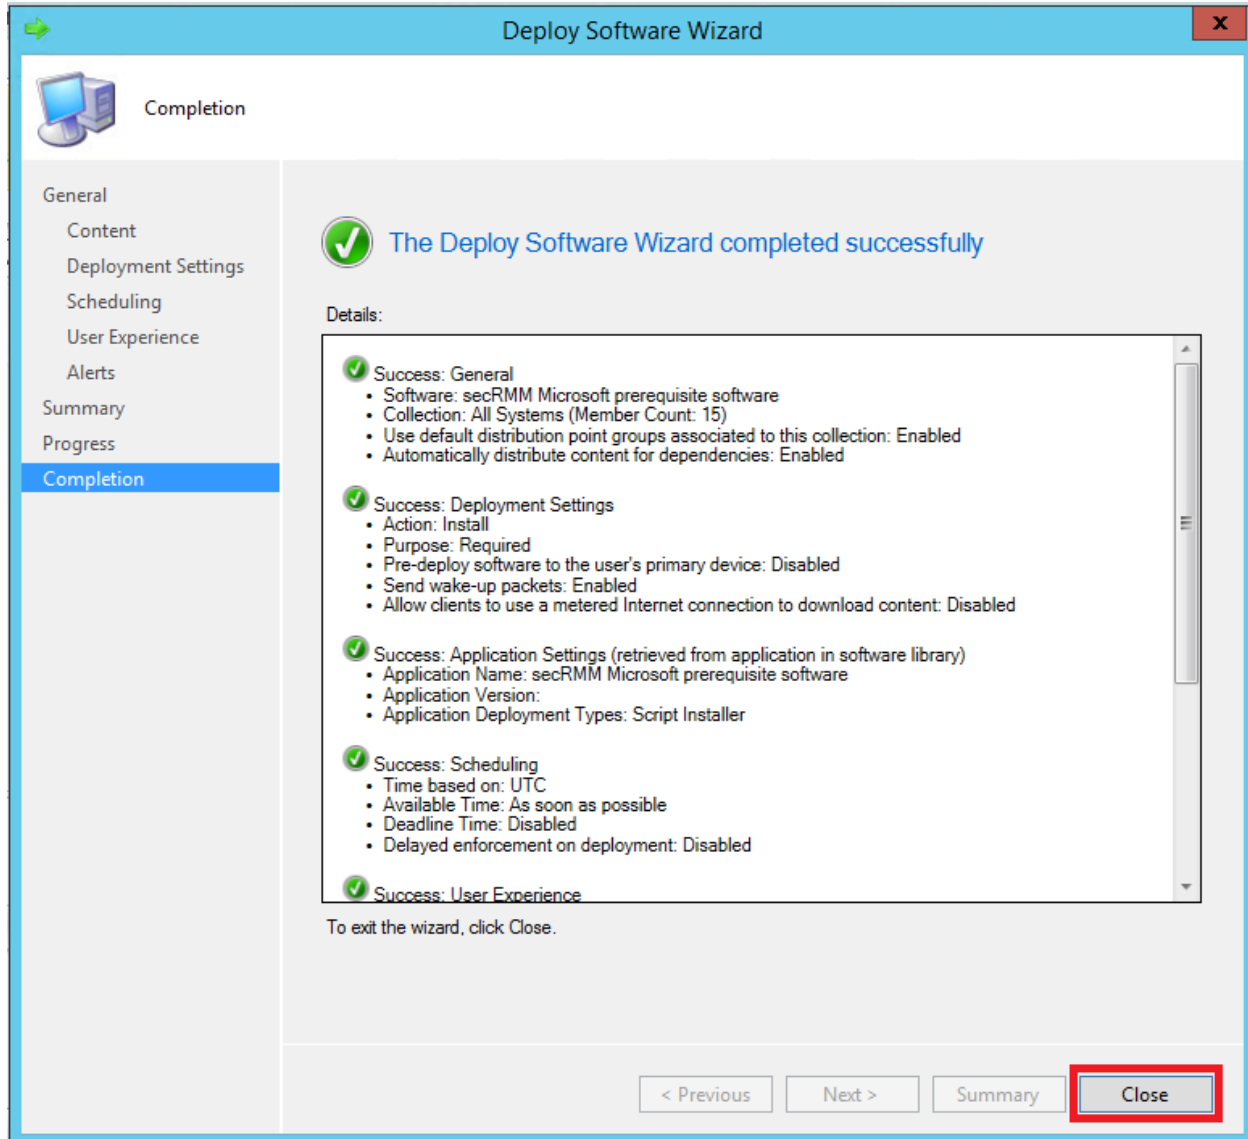 Deploy Software Wizard
x
Completion
General
Content
Deployment Settings
Scheduling
User Experience
Alerts
Summary
Progress
Completion
The Deploy Software Wizard completed successfully
Details:
Success: General
• Software: secRMM Microsoft prerequisite software
• Collection: All Systems (Member Count: 15)
• Use default distribution point groups associated to this collection: Enabled
• Automatically distribute content for dependencies: Enabled
Success: Deployment Settings
• Action: Install
• Purpose: Required
• Pre-deploy software to the user's primary device: Disabled
• Send wake-up packets: Enabled
• Allow clients to use a metered Internet connection to download content: Disabled
Success: Application Settings (retrieved from application in software library)
• Application Name: secRMM Microsoft prerequisite software
• Application Version:
• Application Deployment Types: Script Installer
Success: Scheduling
• Time based on: UTC
• Available Time: As soon as possible
• Deadline Time: Disabled
• Delayed enforcement on deployment: Disabled
Success: User Experience
To exit the wizard, click Close.
< Previous
Next >
Summary
Close